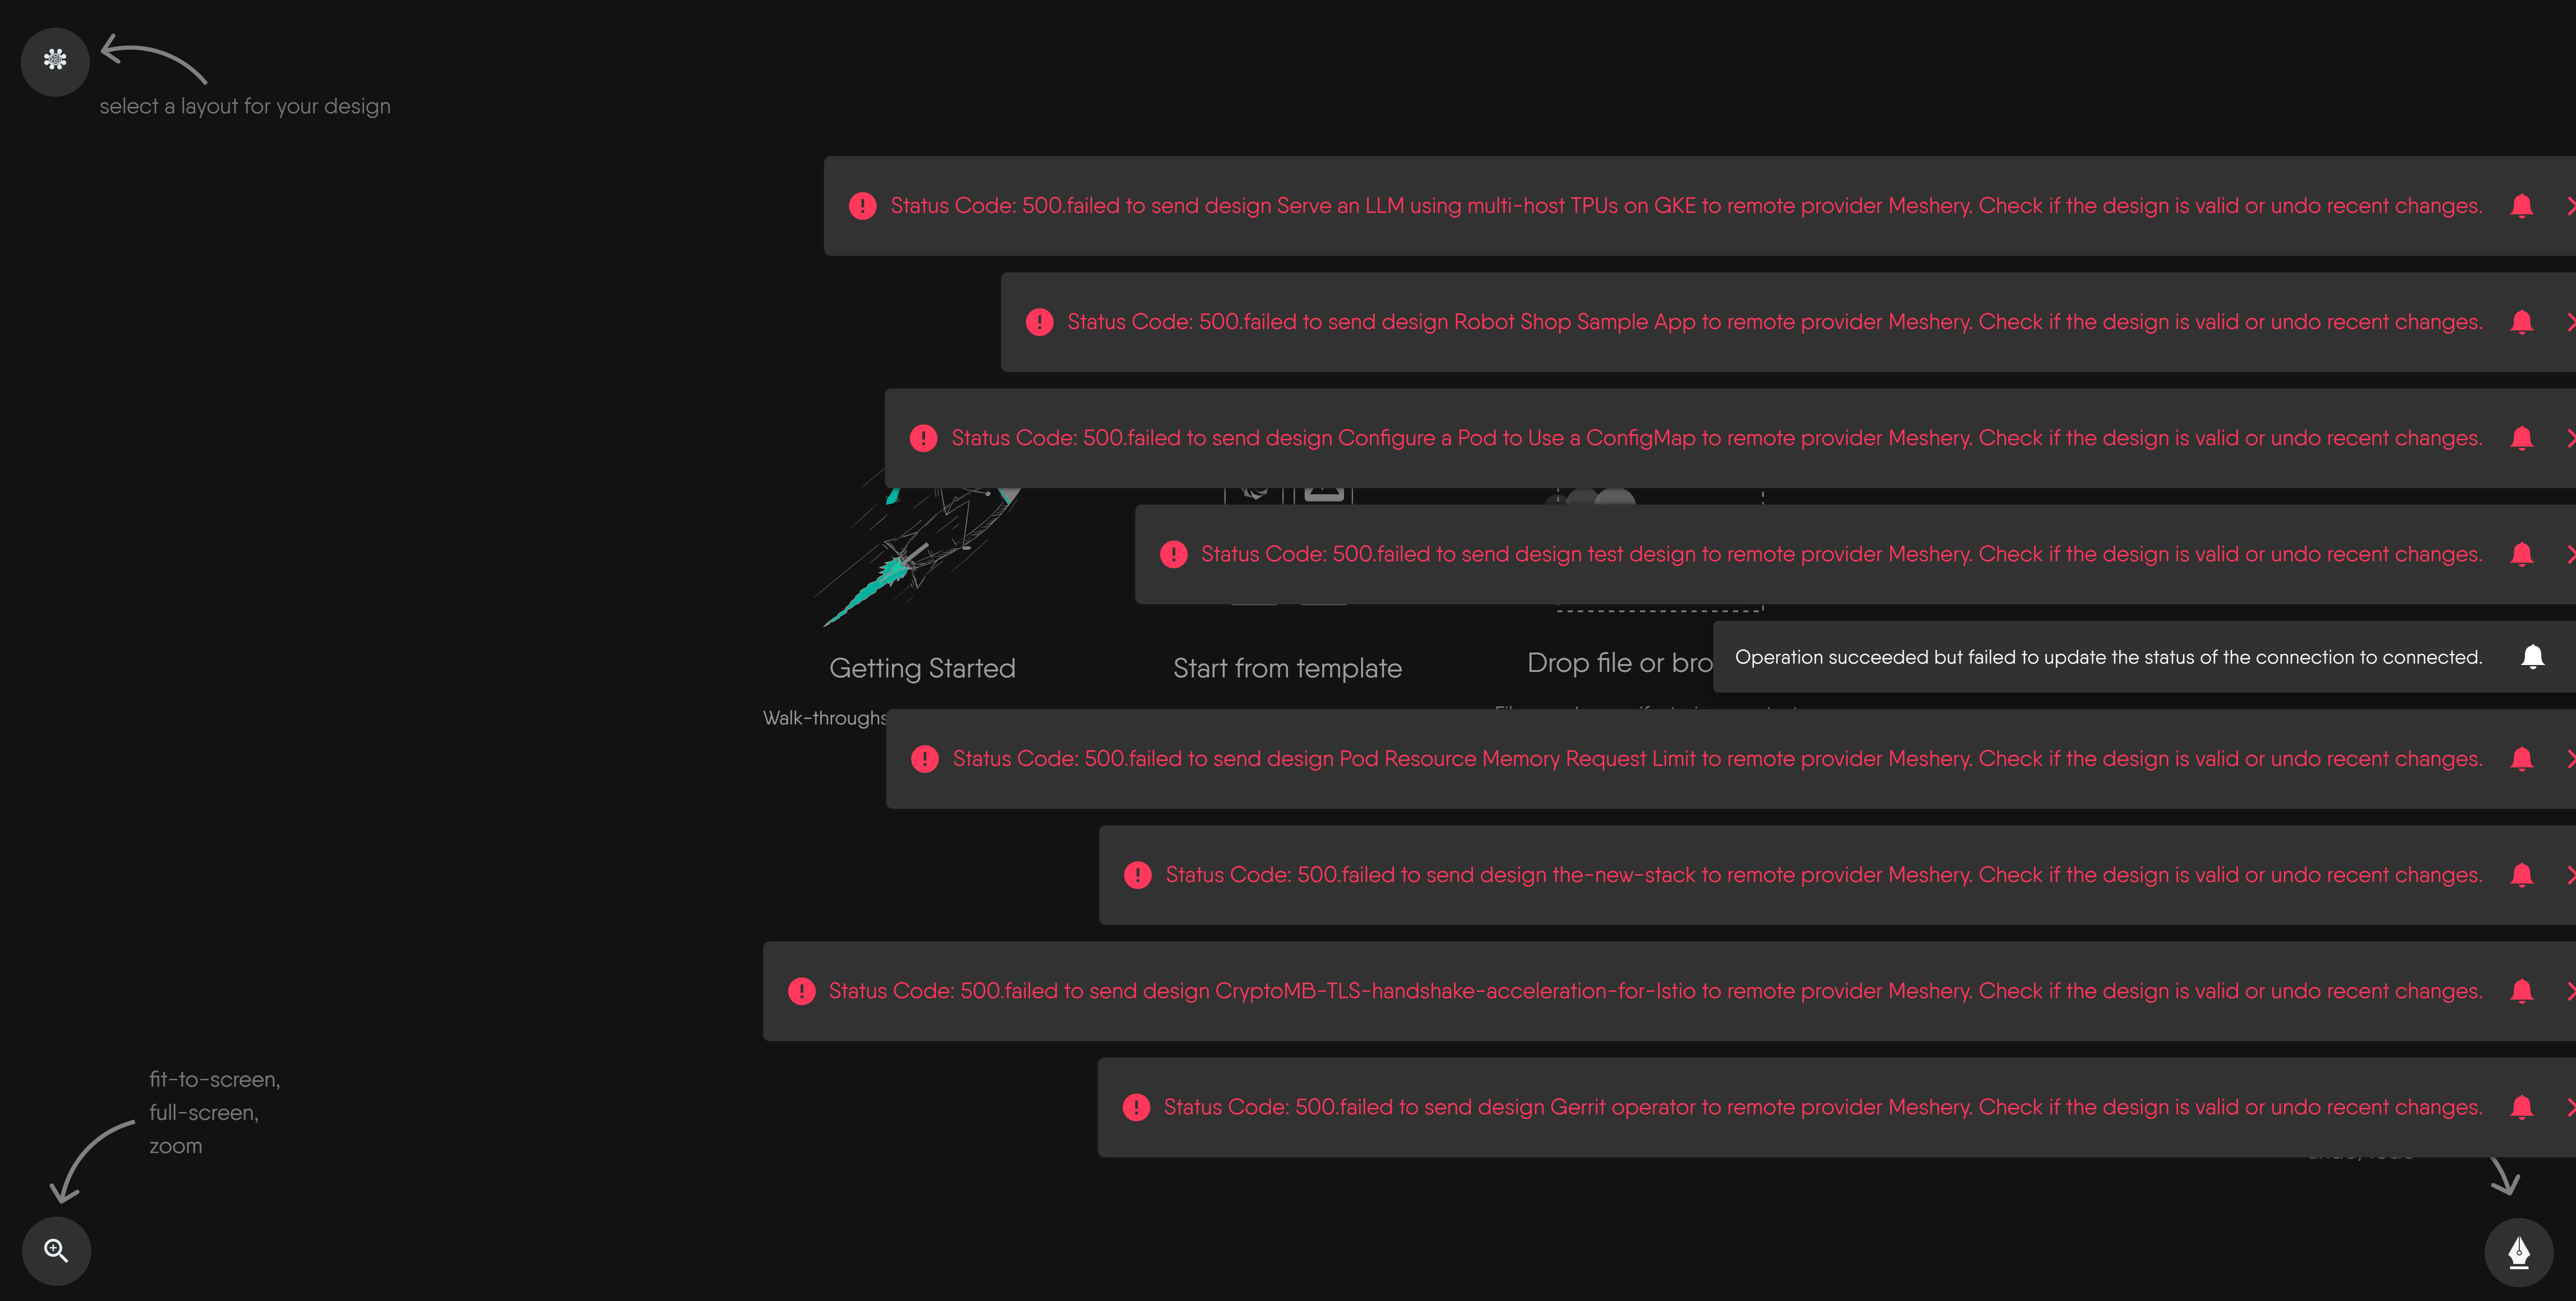 select a layout for your design
Status Code: 500.failed to send design Serve an LLM using multi-host TPUs on GKE to remote provider Meshery. Check if the design is valid or undo recent changes.
Status Code: 500.failed to send design Robot Shop Sample App to remote provider Meshery. Check if the design is valid or undo recent changes.
Status Code: 500.failed to send design Configure a Pod to Use a ConfigMap to remote provider Meshery. Check if the design is valid or undo recent changes.
Status Code: 500.failed to send design test design to remote provider Meshery. Check if the design is valid or undo recent changes.
Getting Started
Start from template
Drop file or bro
Operation succeeded but failed to update the status of the connection to connected.
Walk-throughs
Status Code: 500.failed to send design Pod Resource Memory Request Limit to remote provider Meshery. Check if the design is valid or undo recent changes.
Status Code: 500.failed to send design the-new-stack to remote provider Meshery. Check if the design is valid or undo recent changes.
Status Code: 500.failed to send design CryptoMB-TLS-handshake-acceleration-for-Istio to remote provider Meshery. Check if the design is valid or undo recent changes.
Status Code: 500.failed to send design Gerrit operator to remote provider Meshery. Check if the design is valid or undo recent changes.
fit-to-screen,
full-screen,
zoom